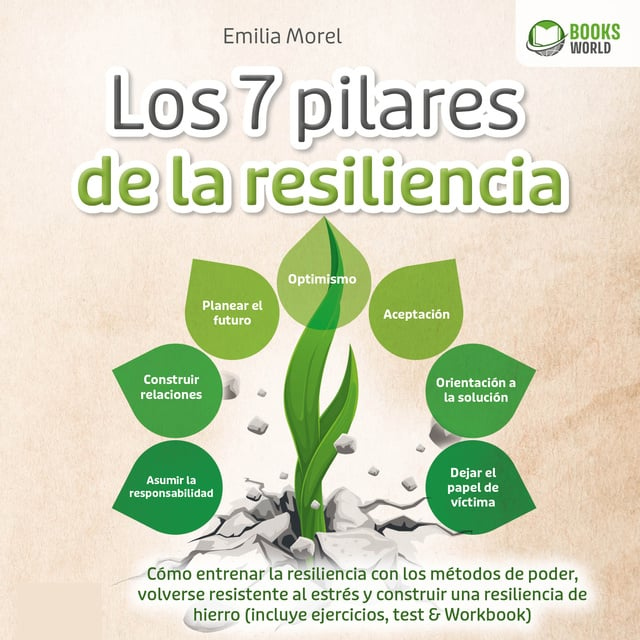 Emilia Morel
BOOKS
WORLD
Los 7 pilares
de la resiliencia
Optimismo
Planear el
futuro
Aceptación
Construir
relaciones
Orientación a
la solución
Asumir la
responsabilidad
Dejar el
papel de
víctima
Cómo entrenar la resiliencia con los métodos de poder,
volverse resistente al estrés y construir una resiliencia de
hierro (incluye ejercicios, test & Workbook)